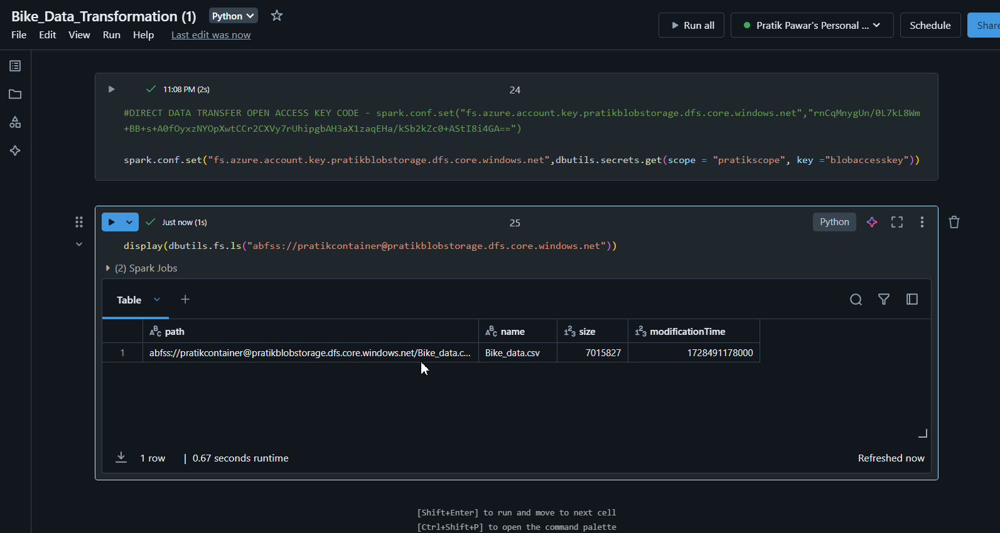 Bike_Data_Transformation (1)
Python
File Edit View Run Help Last edit was now
Run all
Pratik Pawar's Personal ...
Schedule
Share
11:08 PM (2s)
24
#DIRECT DATA TRANSFER OPEN ACCESS KEY CODE - spark.conf.set("fs.azure.account.key.pratikblobstorage.dfs.core.windows.net","rnCqMnygUn/0L7kL8Wm
+BB+s+A0fOyxzNYOpXwtCCr2CXVy7rUhipgbAH3aX1zaqEHa/kSb2kZc0+AStI8i4GA==")
spark.conf.set("fs.azure.account.key.pratikblobstorage.dfs.core.windows.net",dbutils.secrets.get(scope = "pratikscope", key ="blobaccesskey"))
Just now (1s)
25
Python
display(dbutils.fs.ls("abfss://pratikcontainer@pratikblobstorage.dfs.core.windows.net"))
(2) Spark Jobs
Table
path name size modificationTime
1 abfss://pratikcontainer@pratikblobstorage.dfs.core.windows.net/Bike_data.c... Bike_data.csv 7015827 1728491178000
1 row | 0.67 seconds runtime
Refreshed now
[Shift+Enter] to run and move to next cell
[Ctrl+Shift+P] to open the command palette